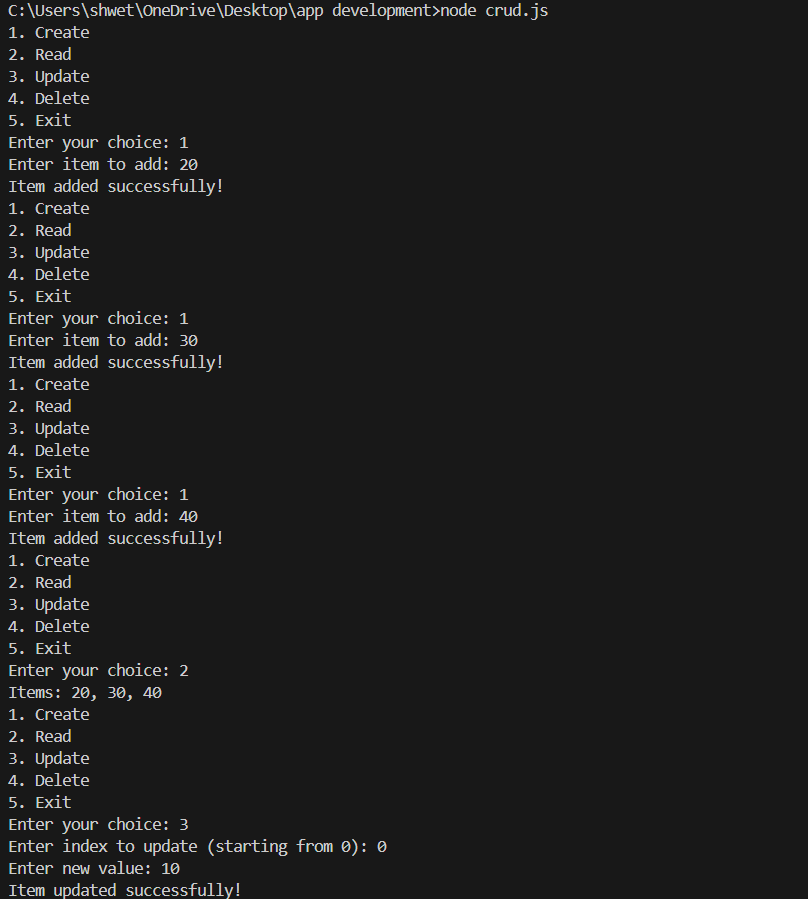 C:\Users\shwet\OneDrive\Desktop\app development>node crud.js
1. Create
2. Read
3. Update
4. Delete
5. Exit
Enter your choice: 1
Enter item to add: 20
Item added successfully!
1. Create
2. Read
3. Update
4. Delete
5. Exit
Enter your choice: 1
Enter item to add: 30
Item added successfully!
1. Create
2. Read
3. Update
4. Delete
5. Exit
Enter your choice: 1
Enter item to add: 40
Item added successfully!
1. Create
2. Read
3. Update
4. Delete
5. Exit
Enter your choice: 2
Items: 20, 30, 40
1. Create
2. Read
3. Update
4. Delete
5. Exit
Enter your choice: 3
Enter index to update (starting from 0): 0
Enter new value: 10
Item updated successfully!